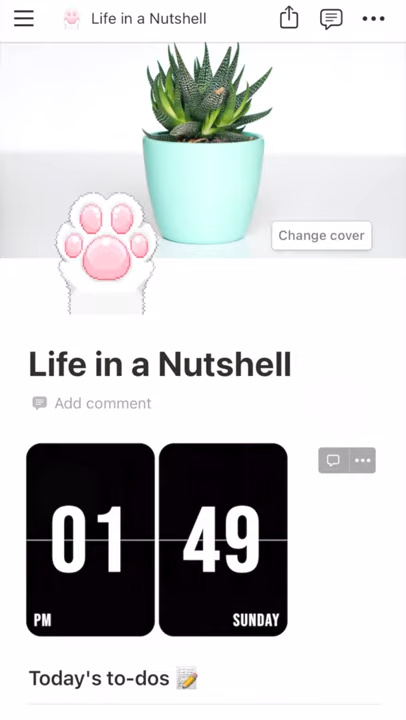 Life in a Nutshell
Change cover
Life in a Nutshell
Add comment
01 49
PM SUNDAY
Today's to-dos 📝